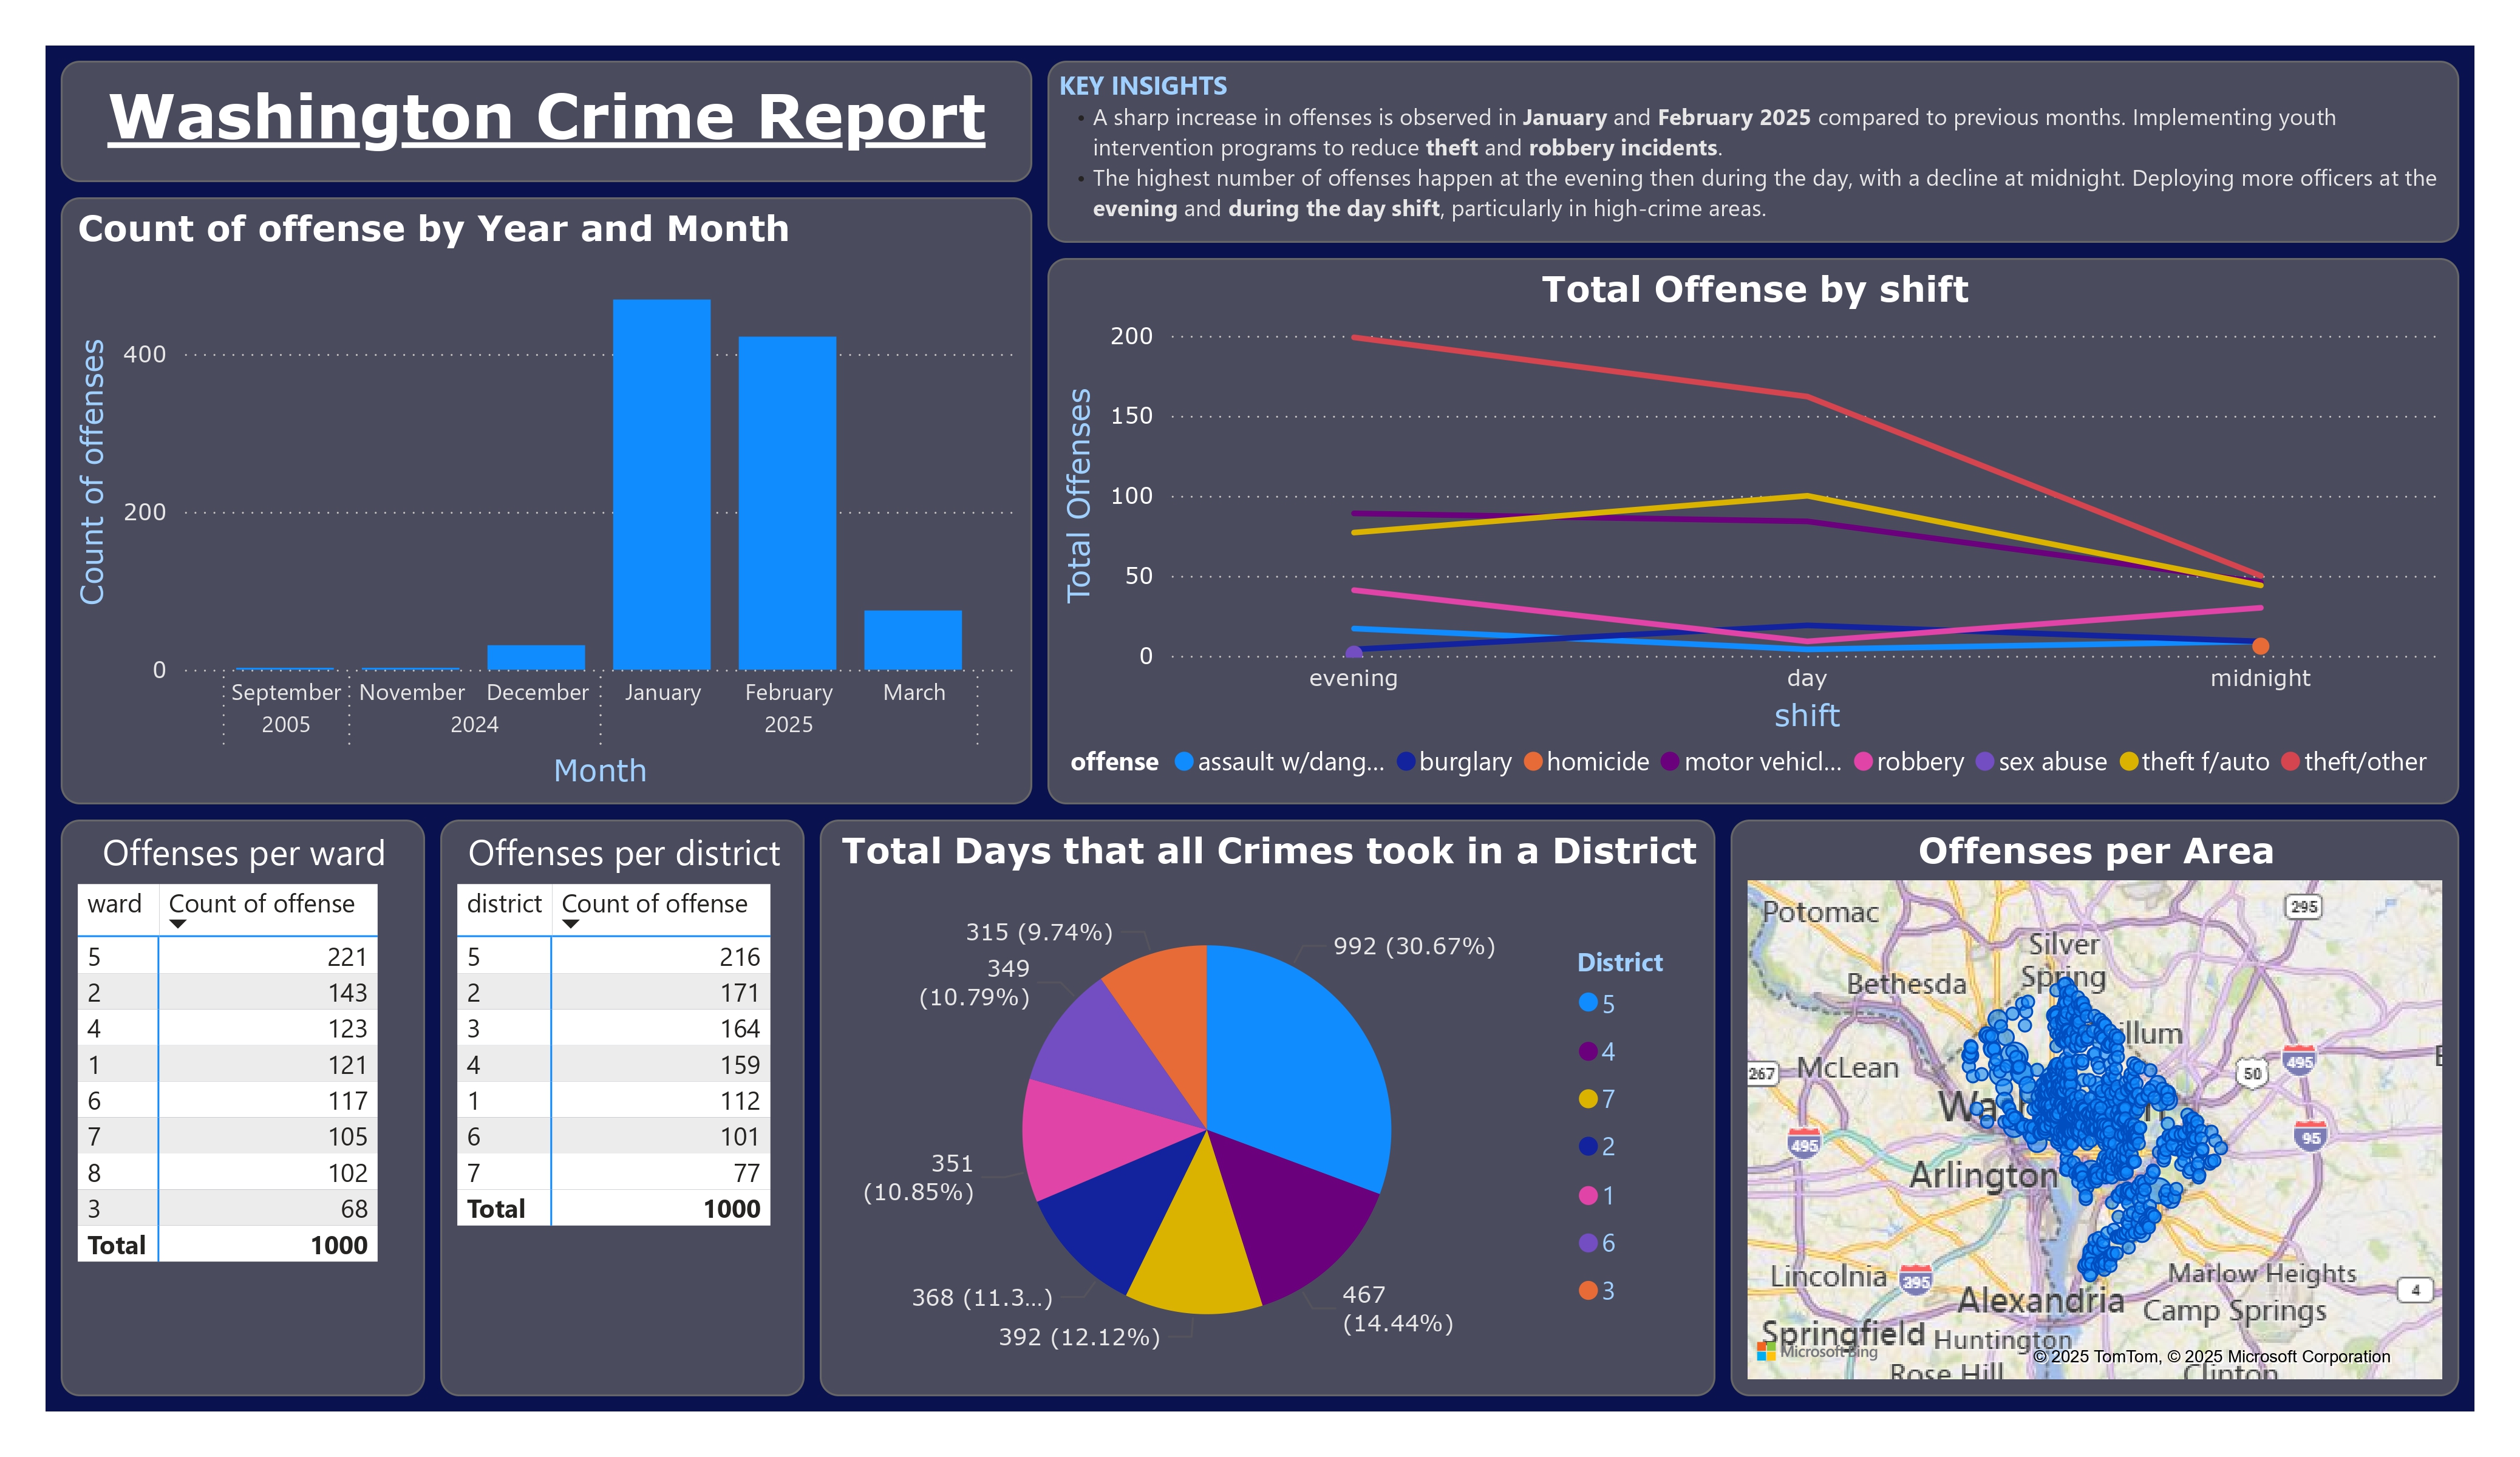 Washington Crime Report
KEY INSIGHTS
• A sharp increase in offenses is observed in January and February 2025 compared to previous months. Implementing youth
intervention programs to reduce theft and robbery incidents.
• The highest number of offenses happen at the evening then during the day, with a decline at midnight. Deploying more officers at the
evening and during the day shift, particularly in high-crime areas.
Count of offense by Year and Month
Count of offenses
400
200
0
September November December January February March
2005 2024 2025
Month
Total Offense by shift
Total Offenses
200
150
100
50
0
evening day midnight
shift
offense assault w/dang... burglary homicide motor vehicl... robbery sex abuse theft f/auto theft/other
Offenses per ward
ward Count of offense
5 221
2 143
4 123
1 121
6 117
7 105
8 102
3 68
Total 1000
Offenses per district
district Count of offense
5 216
2 171
3 164
4 159
1 112
6 101
7 77
Total 1000
Total Days that all Crimes took in a District
315 (9.74%)
992 (30.67%)
349
(10.79%)
351
(10.85%)
368 (11.3...)
392 (12.12%)
467
(14.44%)
District
5
4
7
2
1
6
3
Offenses per Area
Potomac
295
Silver
Spring
Bethesda
illum
McLean
267
495
50
495
95
Arlington
Lincolnia
395
Marlow Heights
4
Alexandria
Camp Springs
Springfield
Huntington
Microsoft Bing
© 2025 TomTom, © 2025 Microsoft Corporation
Rose Hill
Clinton